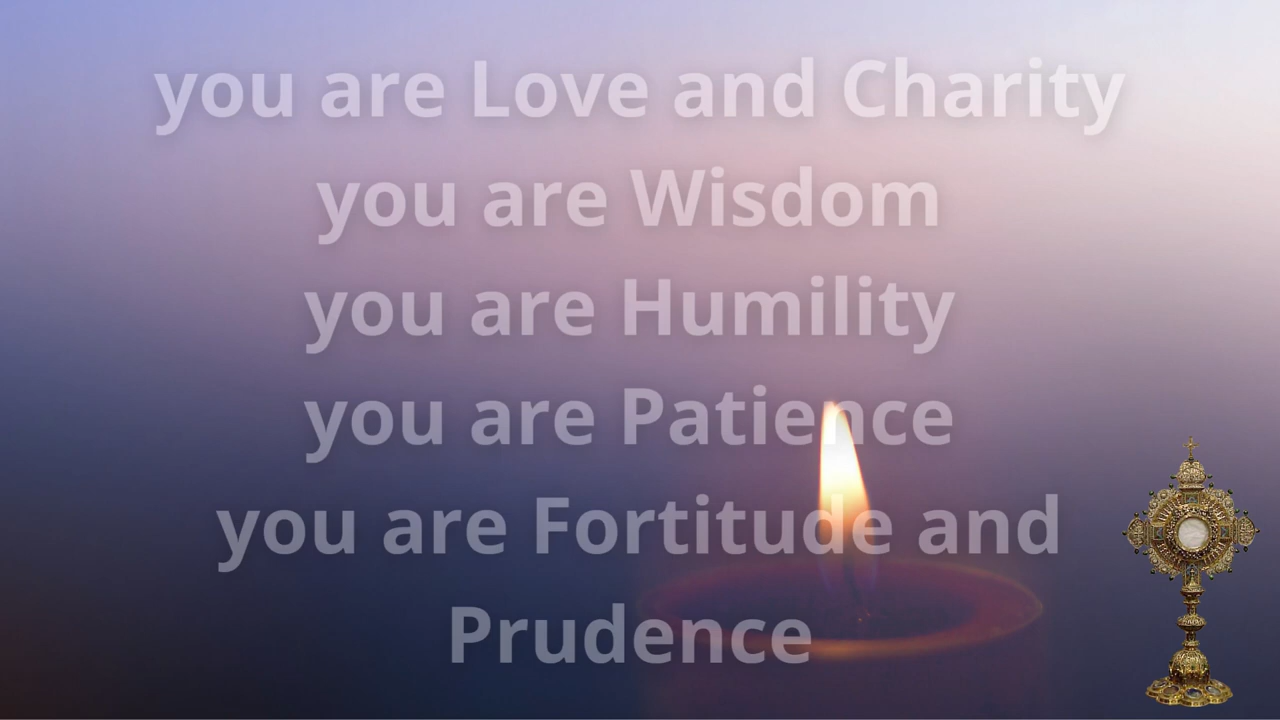 you are Love and Charity
you are Wisdom
you are Humility
you are Patience
you are Fortitude and
Prudence